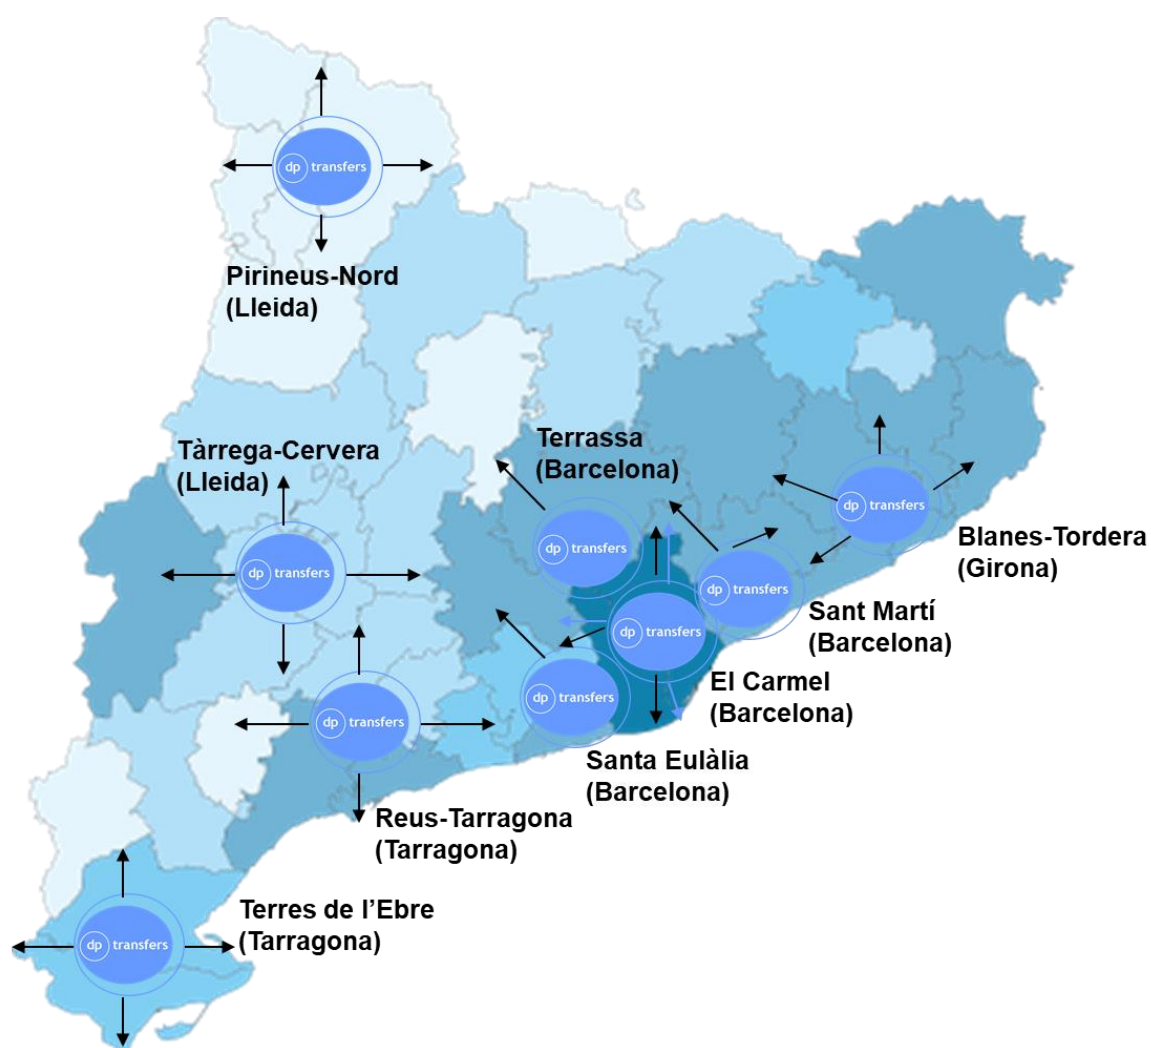 dp transfers
Pirineus-Nord
(Lleida)
Tàrrega-Cervera
(Lleida)
Terrassa
(Barcelona)
dp transfers
dp transfers
Blanes-Tordera
(Girona)
dp transfers
dp transfers
Sant Martí
(Barcelona)
dp transfers
El Carmel
(Barcelona)
dp transfers
Santa Eulàlia
(Barcelona)
dp transfers
Reus-Tarragona
(Tarragona)
Terres de l’Ebre
(Tarragona)
dp transfers